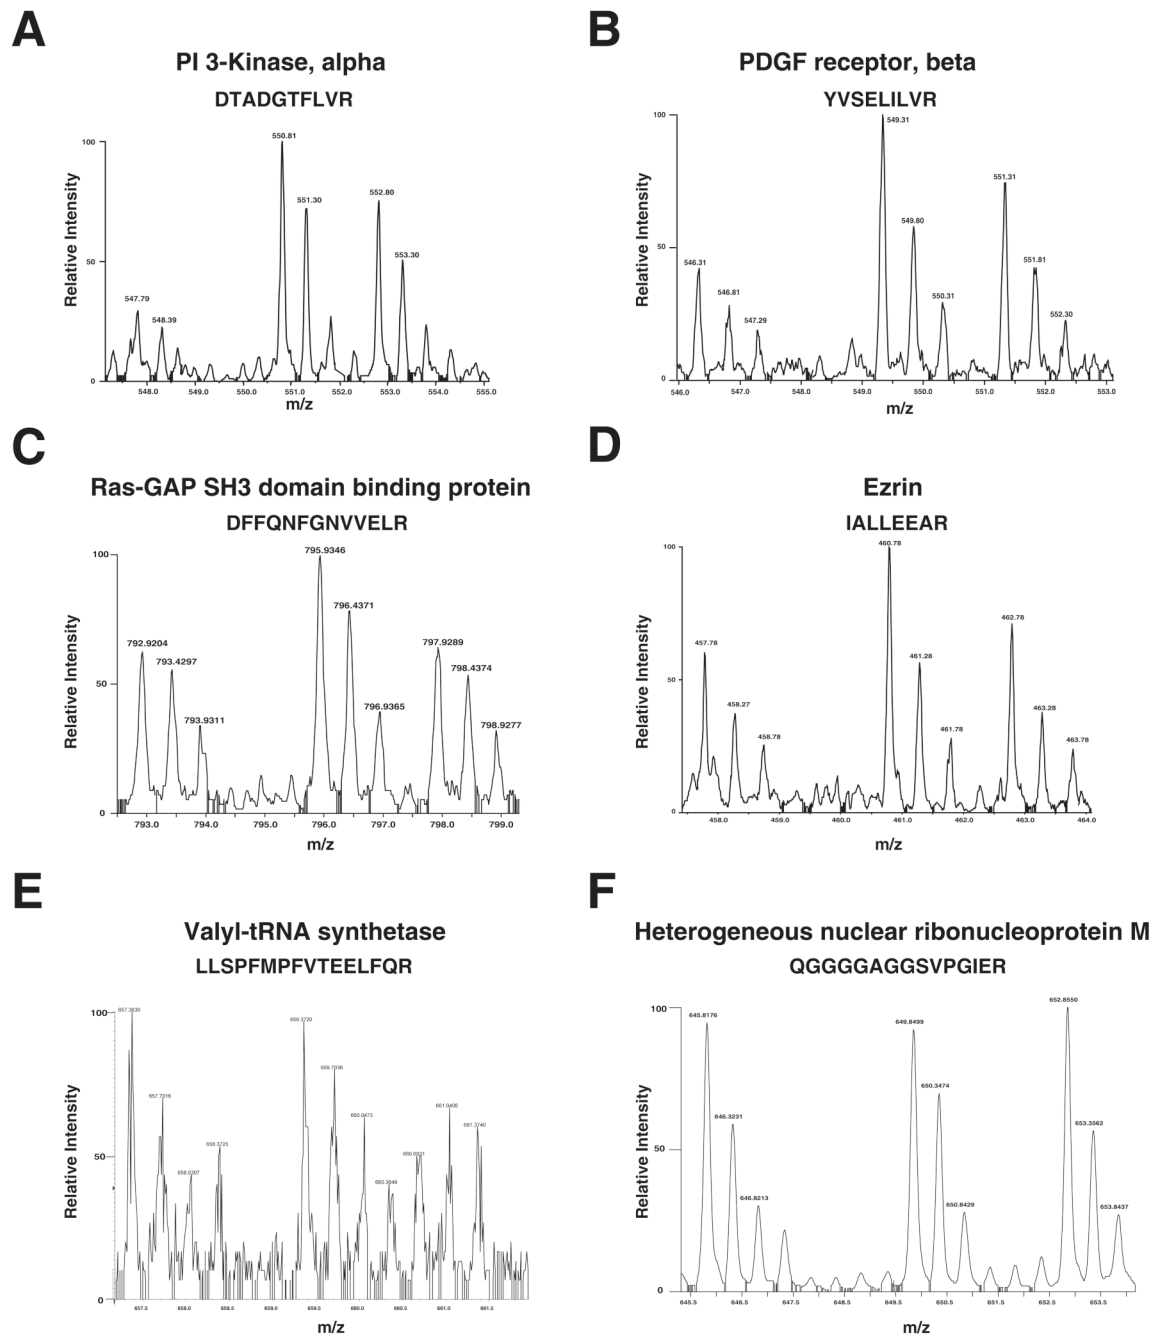 A
PI 3-Kinase, alpha
DTADGTFLVR
550.81
551.30
552.80
553.30
547.79
548.39
100
50
0
Relative Intensity
548.0 549.0 550.0 551.0 552.0 553.0 554.0 555.0
m/z
B
PDGF receptor, beta
YVSELILVR
549.31
551.31
549.80
546.31
551.81
546.81
550.31
547.29
552.30
100
50
0
Relative Intensity
546.0 547.0 548.0 549.0 550.0 551.0 552.0 553.0
m/z
C
Ras-GAP SH3 domain binding protein
DFFQNFGNVVELR
795.9346
796.4371
792.9204
797.9289
793.4297
798.4374
793.9311
796.9365
798.9277
100
50
0
Relative Intensity
793.0 794.0 795.0 796.0 797.0 798.0 799.0
m/z
D
Ezrin
IALLEEAR
460.78
462.78
457.78
461.28
458.27
463.28
458.78
461.78
463.78
100
50
0
Relative Intensity
458.0 459.0 460.0 461.0 462.0 463.0 464.0
m/z
E
Valyl-tRNA synthetase
LLSPFMPFVTEELFQR
100
50
0
Relative Intensity
657.5 658.0 658.5 659.0 659.5 660.0 660.5 661.0 661.5
m/z
F
Heterogeneous nuclear ribonucleoprotein M
QGGGGAGGSVPGIER
652.8550
645.8176
649.8499
650.3474
646.3231
653.3562
646.8213
650.8429
653.8437
100
50
0
Relative Intensity
645.5 646.5 647.5 648.5 649.5 650.5 651.5 652.5 653.5
m/z